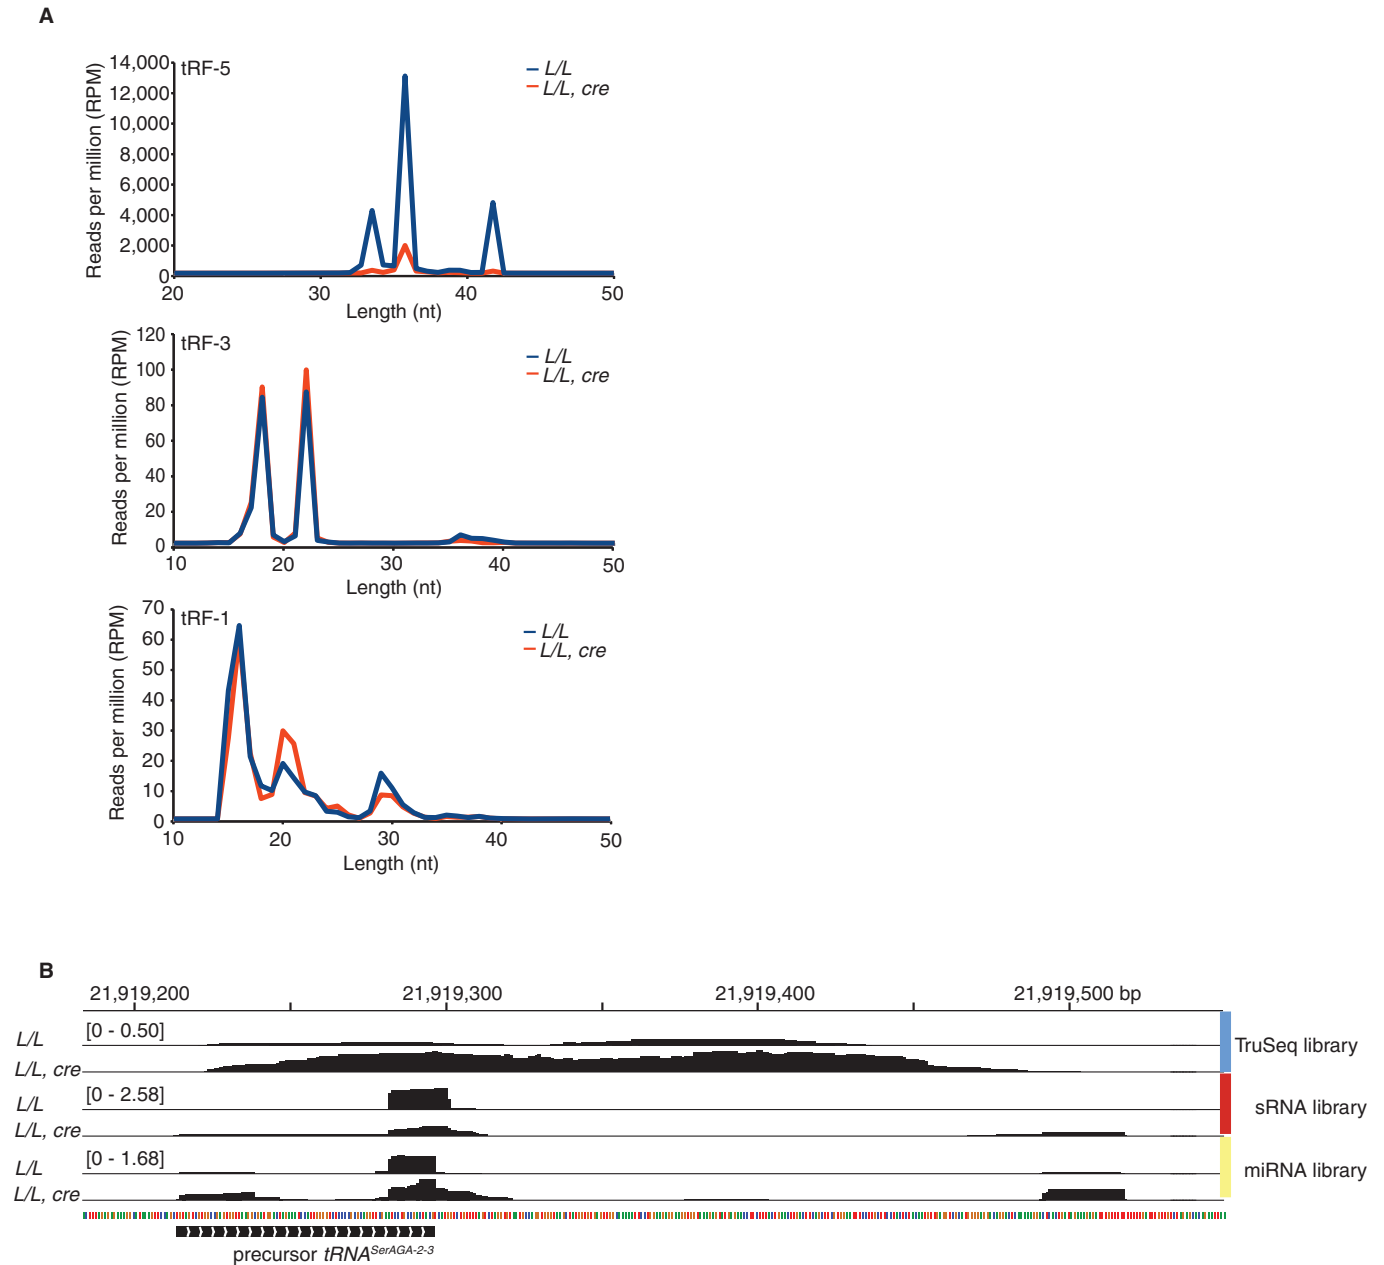 A
tRF-5
Reads per million (RPM)
14,000
12,000
10,000
8,000
6,000
4,000
2,000
0
20 30 40 50
Length (nt)
L/L
L/L, cre
tRF-3
Reads per million (RPM)
120
100
80
60
40
20
0
10 20 30 40 50
Length (nt)
L/L
L/L, cre
tRF-1
Reads per million (RPM)
70
60
50
40
30
20
10
0
10 20 30 40 50
Length (nt)
L/L
L/L, cre
B
21,919,200 21,919,300 21,919,400 21,919,500 bp
L/L [0 - 0.50]
L/L, cre
TruSeq library
L/L [0 - 2.58]
L/L, cre
sRNA library
L/L [0 - 1.68]
L/L, cre
miRNA library
precursor tRNASerAGA-2-3